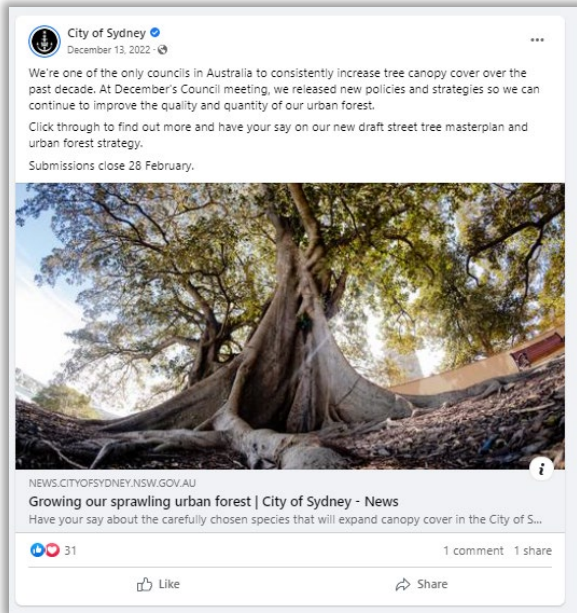 City of Sydney
December 13, 2022 ·
We're one of the only councils in Australia to consistently increase tree canopy cover over the
past decade. At December's Council meeting, we released new policies and strategies so we can
continue to improve the quality and quantity of our urban forest.
Click through to find out more and have your say on our new draft street tree masterplan and
urban forest strategy.
Submissions close 28 February.
i
NEWS.CITYOFSYDNEY.NSW.GOV.AU
Growing our sprawling urban forest | City of Sydney - News
Have your say about the carefully chosen species that will expand canopy cover in the City of S...
31 1 comment 1 share
Like Share